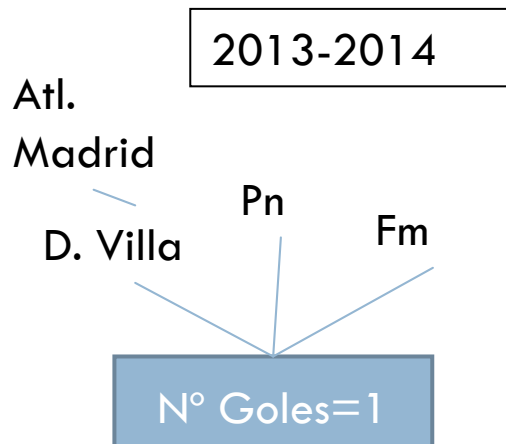 2013-2014
Atl.
Madrid
Pn
Fm
D. Villa
Nº Goles=1